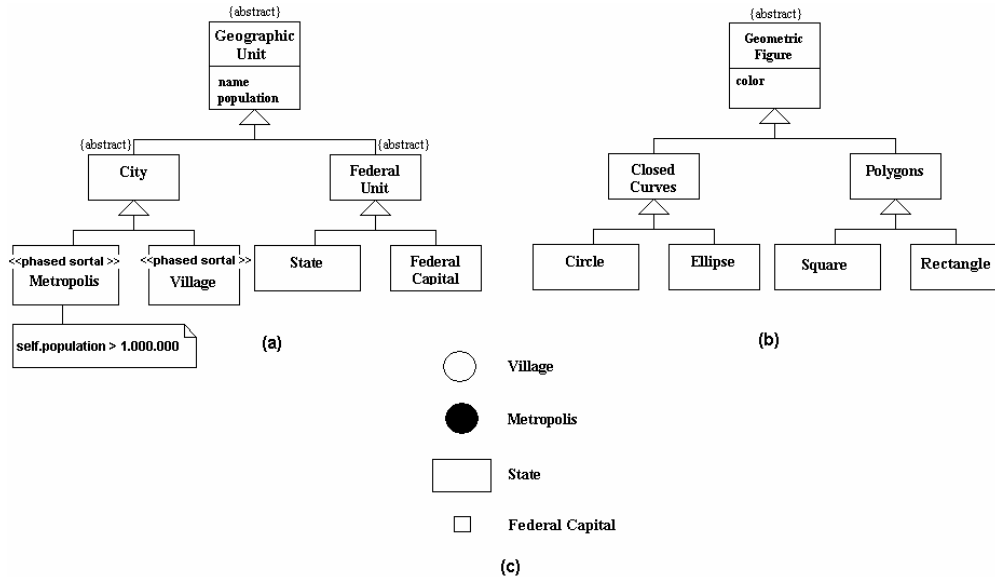 {abstract}
Geographic
Unit
name
population
{abstract}
City
{abstract}
Federal
Unit
<<phased sortal >>
Metropolis
<<phased sortal >>
Village
State
Federal
Capital
self.population > 1.000.000
(a)
{abstract}
Geometric
Figure
color
Closed
Curves
Polygons
Circle
Ellipse
Square
Rectangle
(b)
Village
Metropolis
State
Federal Capital
(c)